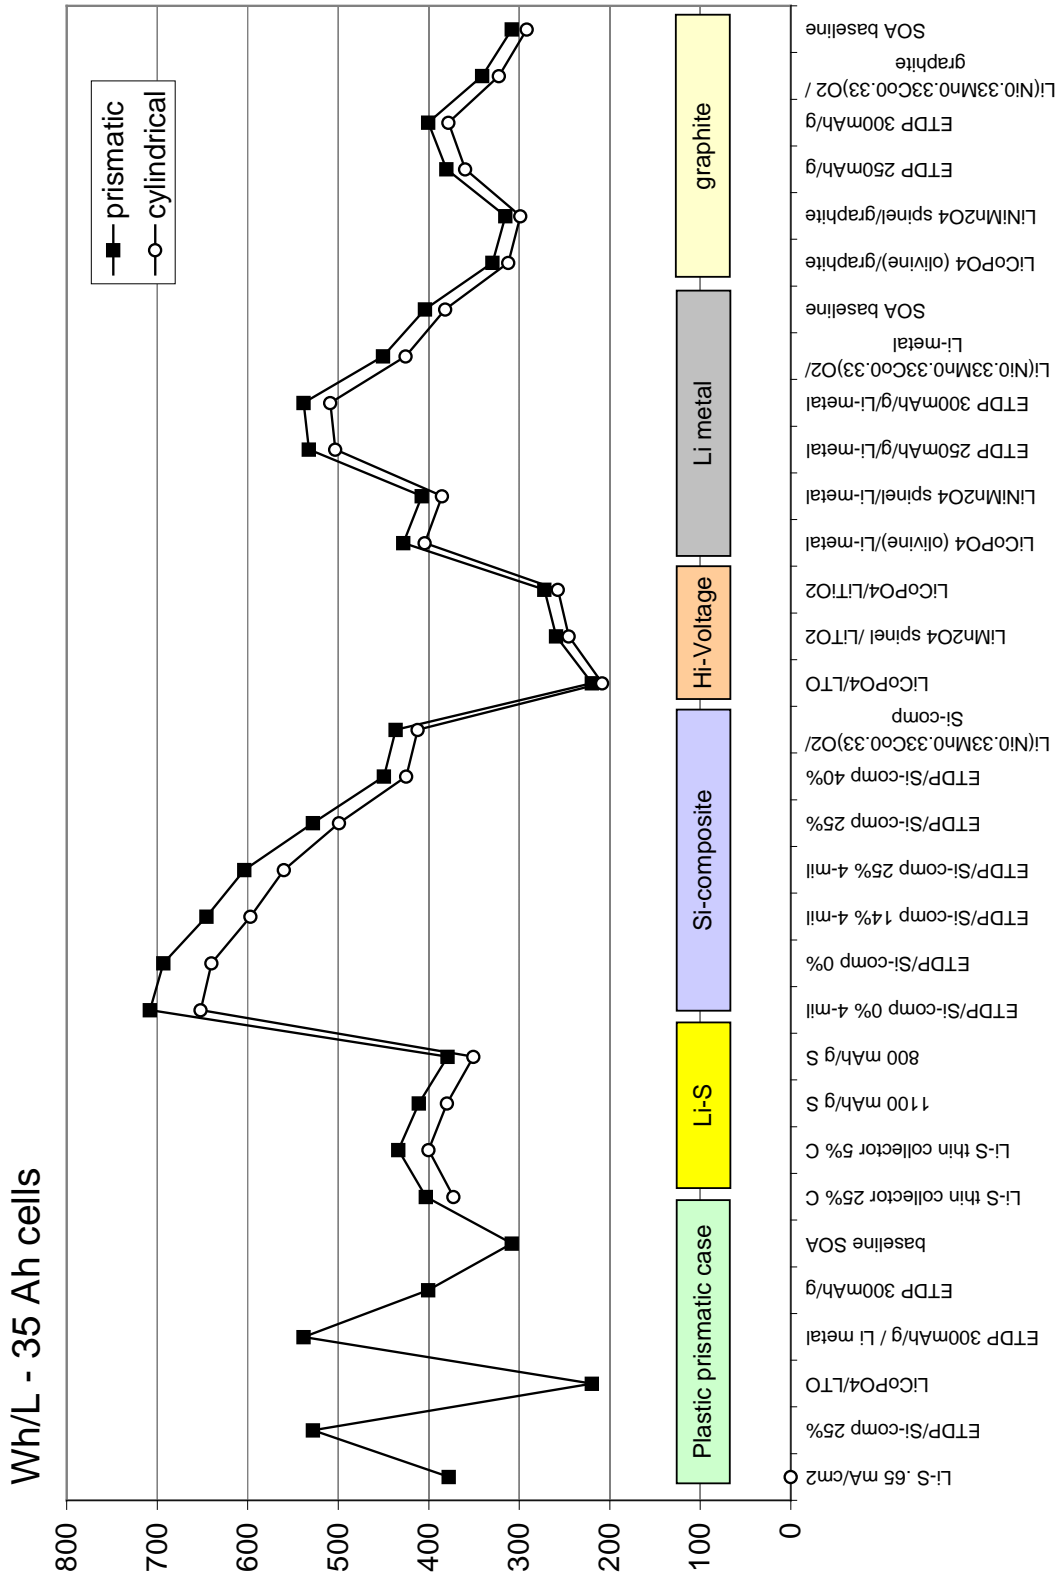 Wh/L - 35 Ah cells
prismatic
cylindrical
800
700
600
500
400
300
200
100
0
Plastic prismatic case
Li-S
Si-composite
Hi-Voltage
Li metal
graphite
Li-S .65 mA/cm2
ETDP/Si-comp 25%
LiCoPO4/LTO
ETDP 300mAh/g / Li metal
ETDP 300mAh/g
baseline SOA
Li-S thin collector 25% C
Li-S thin collector 5% C
1100 mAh/g S
800 mAh/g S
ETDP/Si-comp 0% 4-mil
ETDP/Si-comp 0%
ETDP/Si-comp 14% 4-mil
ETDP/Si-comp 25% 4-mil
ETDP/Si-comp 25%
ETDP/Si-comp 40%
Li(Ni0.33Co0.33Mn0.33)O2/
Si-comp
LiCoPO4/LTO
LiMn2O4 spinel /LiTO2
LiCoPO4/LiTiO2
LiCoPO4 (olivine)/Li-metal
LiNiMn2O4 spinel/Li-metal
ETDP 250mAh/g/Li-metal
ETDP 300mAh/g/Li-metal
Li(Ni0.33Co0.33Mn0.33)O2/
Li-metal
SOA baseline
LiCoPO4 (olivine)/graphite
LiNiMn2O4 spinel/graphite
ETDP 250mAh/g
ETDP 300mAh/g
Li(Ni0.33Co0.33Mn0.33)O2 /
graphite
SOA baseline